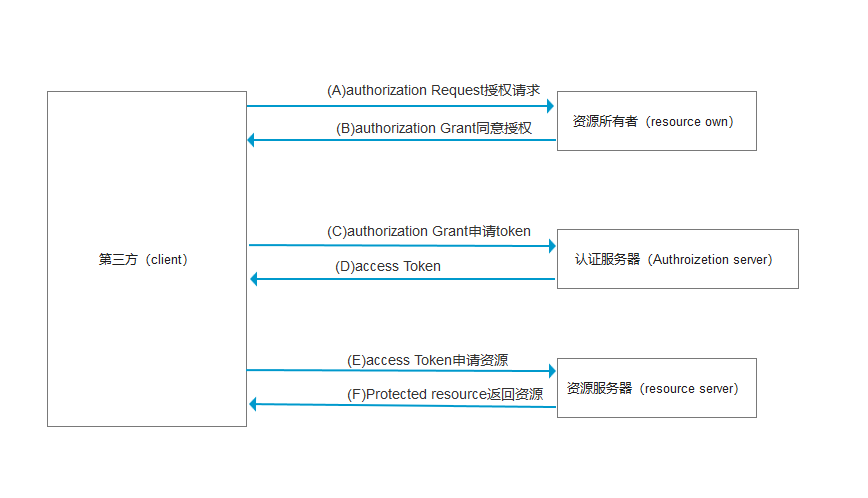 (A)authorization Request授权请求
资源所有者（resource own）
(B)authorization Grant同意授权
(C)authorization Grant申请token
第三方（client）
认证服务器（Authroizetion server）
(D)access Token
(E)access Token申请资源
资源服务器（resource server）
(F)Protected resource返回资源